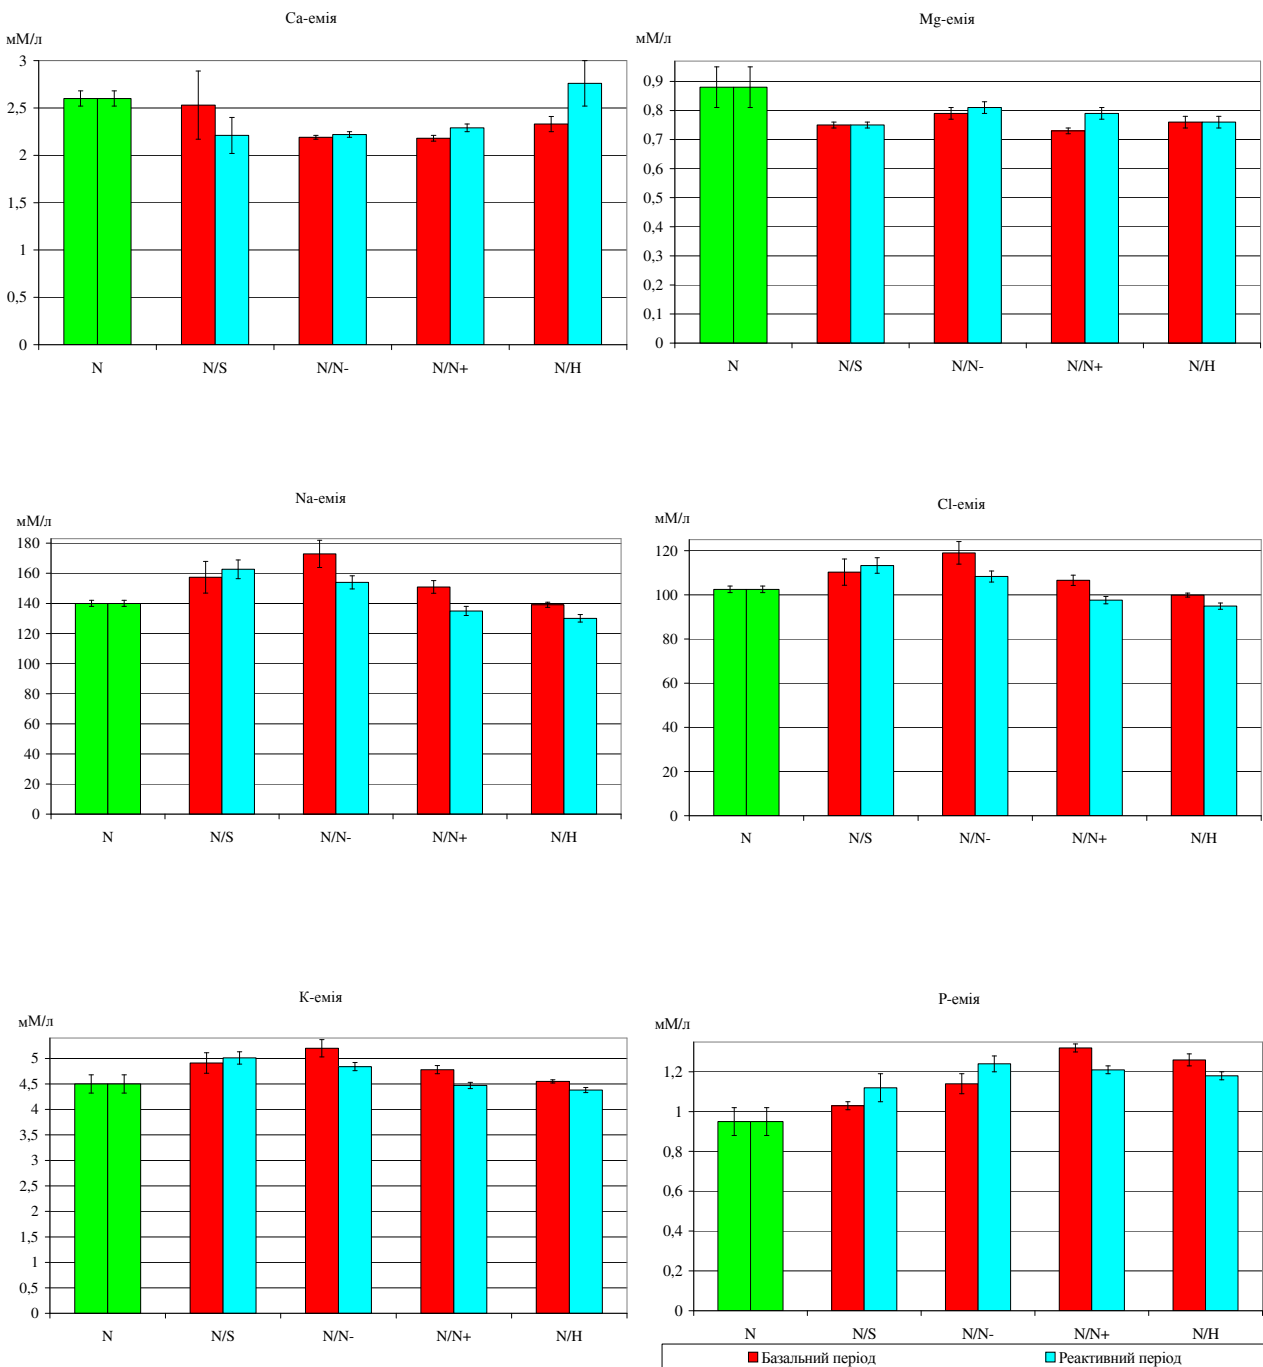 Ca-емія
мМ/л
3
2,5
2
1,5
1
0,5
0
N N/S N/N- N/N+ N/H
Mg-емія
мМ/л
0,9
0,8
0,7
0,6
0,5
0,4
0,3
0,2
0,1
0
N N/S N/N- N/N+ N/H
Na-емія
мМ/л
180
160
140
120
100
80
60
40
20
0
N N/S N/N- N/N+ N/H
Cl-емія
мМ/л
120
100
80
60
40
20
0
N N/S N/N- N/N+ N/H
К-емія
мМ/л
5
4,5
4
3,5
3
2,5
2
1,5
1
0,5
0
N N/S N/N- N/N+ N/H
Р-емія
мМ/л
1,2
1
0,8
0,6
0,4
0,2
0
N N/S N/N- N/N+ N/H
Базальний період Реактивний період